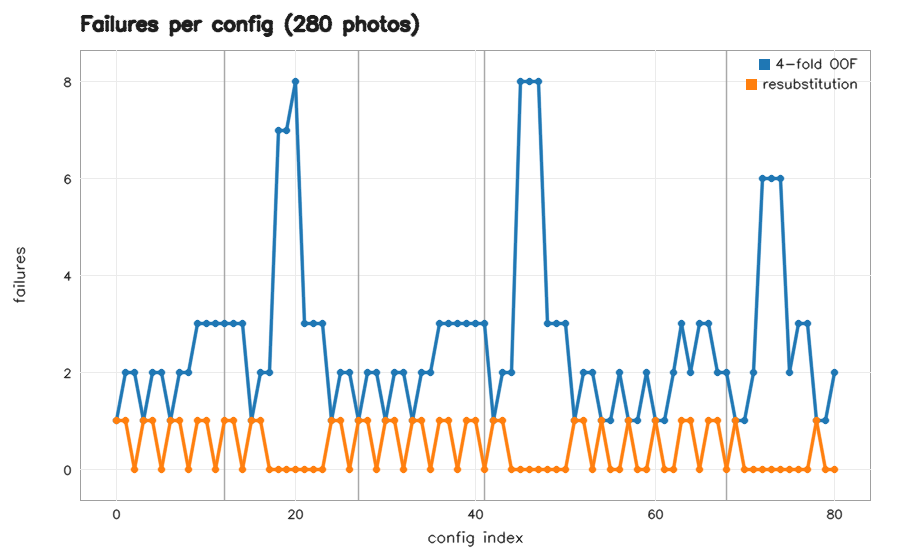 Failures per config (280 photos)
4-fold OOF
resubstitution
8
6
4
2
0
failures
0 20 40 60 80
config index